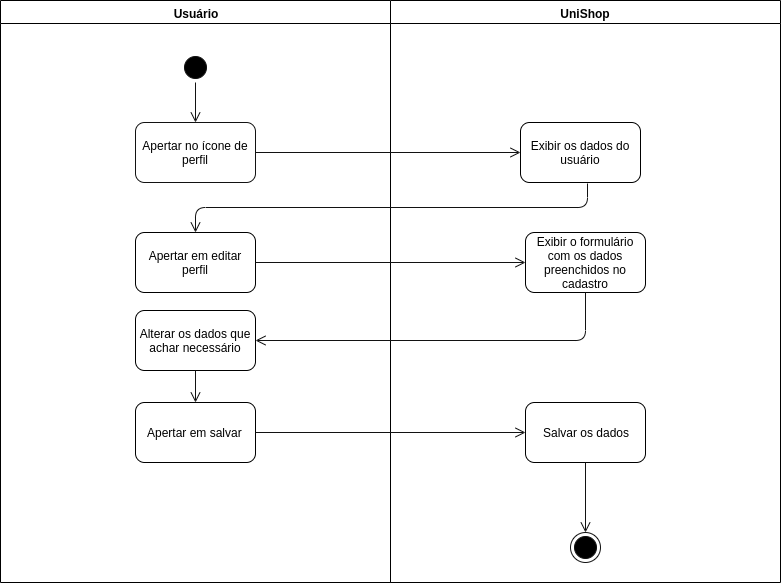 Usuário
UniShop
Apertar no ícone de
perfil
Exibir os dados do
usuário
Apertar em editar
perfil
Exibir o formulário
com os dados
preenchidos no
cadastro
Alterar os dados que
achar necessário
Apertar em salvar
Salvar os dados